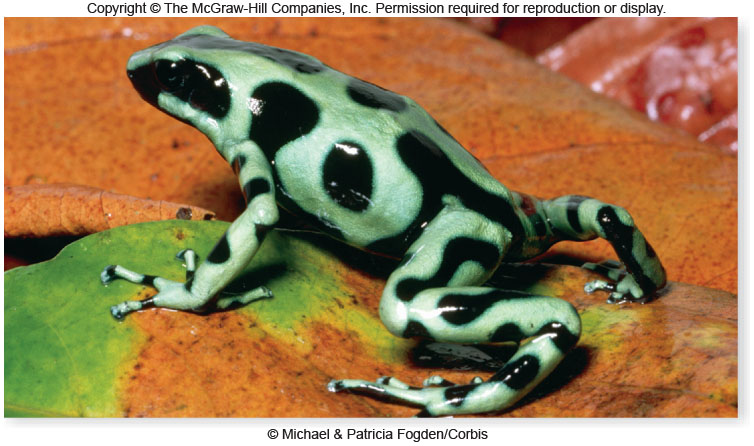 Copyright © The McGraw-Hill Companies, Inc. Permission required for reproduction or display.
© Michael & Patricia Fogden/Corbis